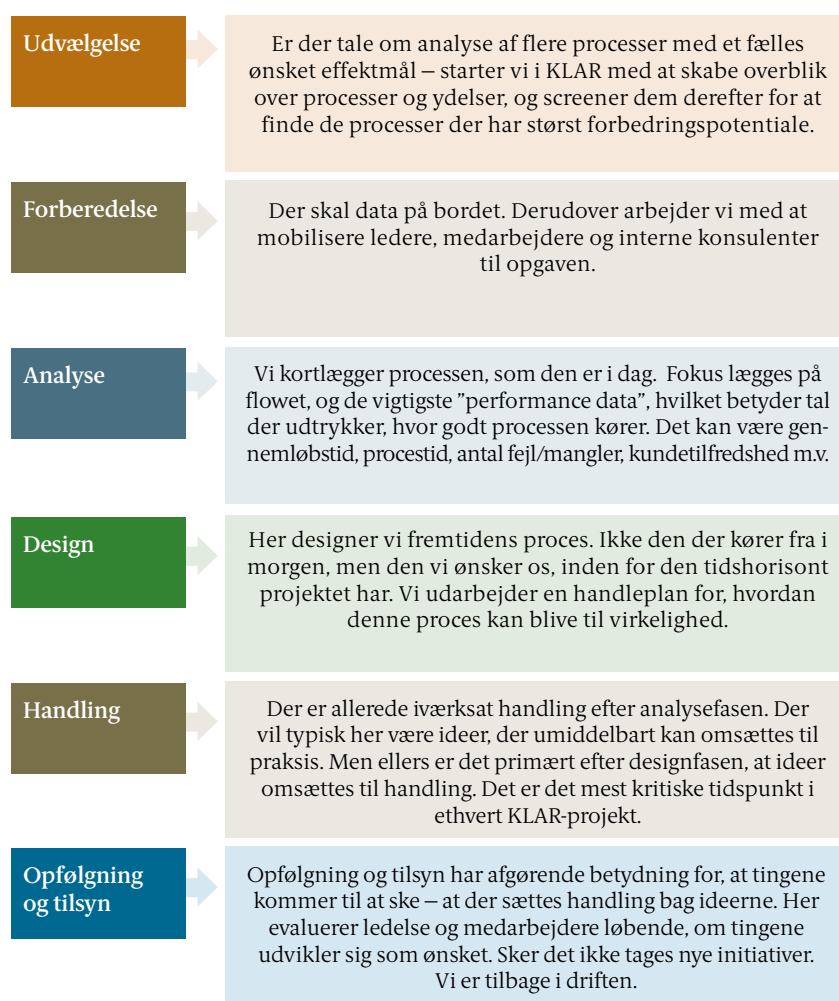 Udvælgelse
Er der tale om analyse af flere processer med et fælles
ønsket effektmål – starter vi i KLAR med at skabe overblik
over processer og ydelser, og screener dem derefter for at
finde de processer der har størst forbedringspotentiale.
Forberedelse
Der skal data på bordet. Derudover arbejder vi med at
mobilisere ledere, medarbejdere og interne konsulenter
til opgaven.
Analyse
Vi kortlægger processen, som den er i dag.  Fokus lægges på
flowet, og de vigtigste ”performance data”, hvilket betyder tal
der udtrykker, hvor godt processen kører. Det kan være gen-
nemløbstid, procestid, antal fejl/mangler, kundetilfredshed m.v.
Design
Her designer vi fremtidens proces. Ikke den der kører fra i
morgen, men den vi ønsker os, inden for den tidshorisont
projektet har. Vi udarbejder en handleplan for, hvordan
denne proces kan blive til virkelighed.
Handling
Der er allerede iværksat handling efter analysefasen. Der
vil typisk her være ideer, der umiddelbart kan omsættes til
praksis. Men ellers er det primært efter designfasen, at ideer
omsættes til handling. Det er det mest kritiske tidspunkt i
ethvert KLAR-projekt.
Opfølgning
og tilsyn
Opfølgning og tilsyn har afgørende betydning for, at tingene
kommer til at ske – at der sættes handling bag ideerne. Her
evaluerer ledelse og medarbejdere løbende, om tingene
udvikler sig som ønsket. Sker det ikke tages nye initiativer.
Vi er tilbage i driften.